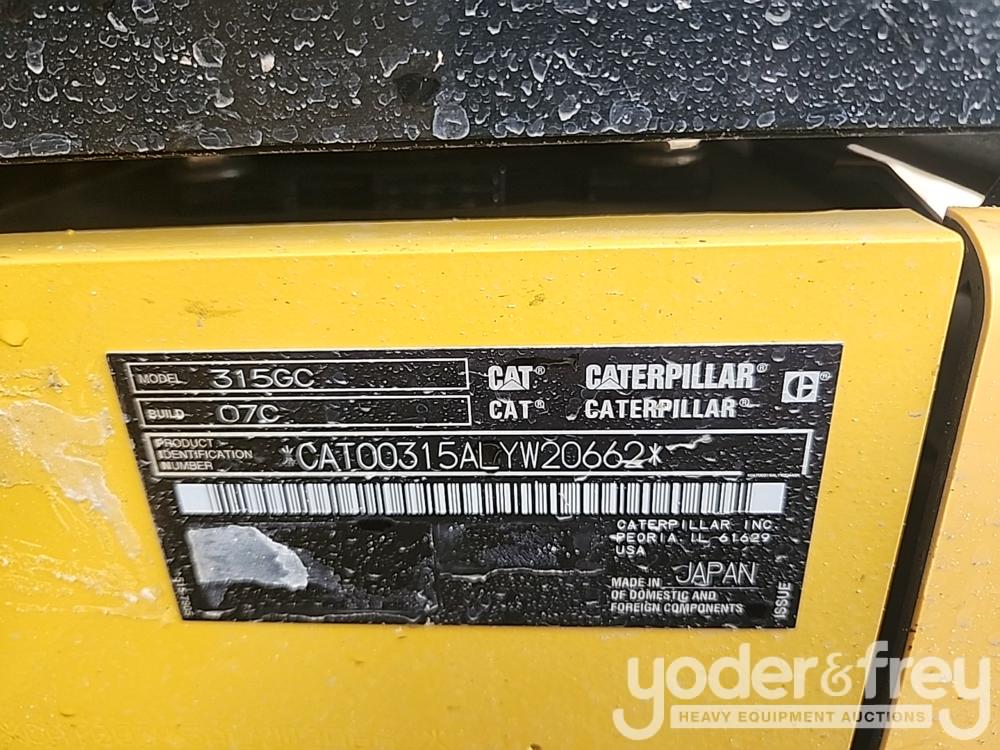 MODEL 315GC
CAT® CATERPILLAR® C®
BUILD 07C
CAT® CATERPILLAR®
PRODUCT IDENTIFICATION NUMBER *CAT00315ALYW20662*
CATERPILLAR INC
PEORIA IL 61629
USA
MADE IN JAPAN
OF DOMESTIC AND
FOREIGN COMPONENTS
ISSUE
yoder&frey
HEAVY EQUIPMENT AUCTIONS